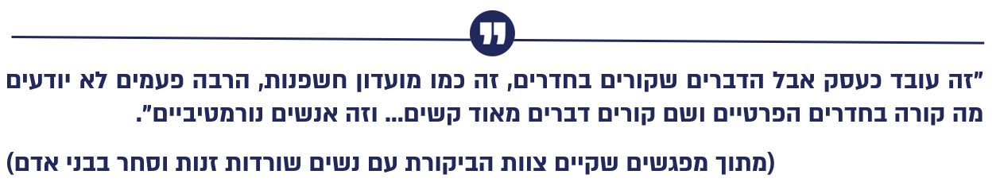 "זה עובד כעסק אבל הדברים שקורים בחדרים, זה כמו מועדון חשפנות, הרבה פעמים לא יודעים
מה קורה בחדרים הפרטיים ושם קורים דברים מאוד קשים... וזה אנשים נורמטיביים".
(מתוך מפגשים שקיים צוות הביקורת עם נשים שורדות זנות וסחר בבני אדם)